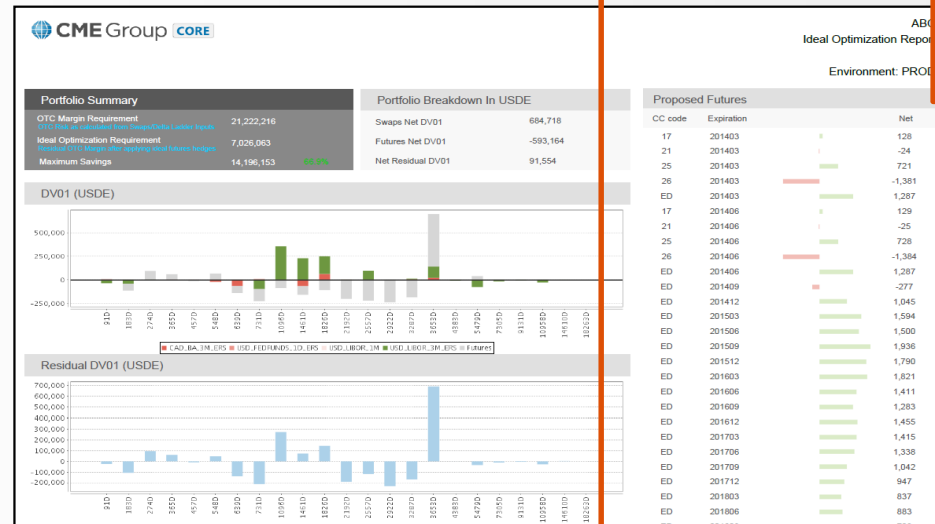 CME Group CORE
ABC
Ideal Optimization Repor
Environment: PROD
Portfolio Summary
OTC Margin Requirement
21,222,216
Ideal Optimization Requirement
7,026,063
Maximum Savings
14,196,153
Portfolio Breakdown In USDE
Swaps Net DV01
684,718
Futures Net DV01
-593,164
Net Residual DV01
91,554
DV01 (USDE)
500,000
250,000
0
-250,000
91D
183D
274D
365D
457D
548D
639D
731D
1096D
1461D
1826D
2192D
2557D
2922D
3287D
3653D
4383D
5479D
7305D
9131D
10958D
14610D
18263D
CAD_BA_3M_ERS USD_FEDFUNDS_1D_ERS USD_LIBOR_1M USD_LIBOR_3M_ERS Futures
Residual DV01 (USDE)
700,000
600,000
500,000
400,000
300,000
200,000
100,000
0
-100,000
-200,000
91D
183D
274D
365D
457D
548D
639D
731D
1096D
1461D
1826D
2192D
2557D
2922D
3287D
3653D
4383D
5479D
7305D
9131D
10958D
14610D
18263D
Proposed Futures
CC code Expiration Net
17 201403 128
21 201403 -24
25 201403 721
26 201403 -1,381
ED 201403 1,287
17 201406 129
21 201406 -25
25 201406 728
26 201406 -1,384
ED 201406 1,287
ED 201409 -277
ED 201412 1,045
ED 201503 1,594
ED 201506 1,500
ED 201509 1,936
ED 201512 1,790
ED 201603 1,821
ED 201606 1,411
ED 201609 1,283
ED 201612 1,455
ED 201703 1,415
ED 201706 1,338
ED 201709 1,042
ED 201712 947
ED 201803 837
ED 201806 883